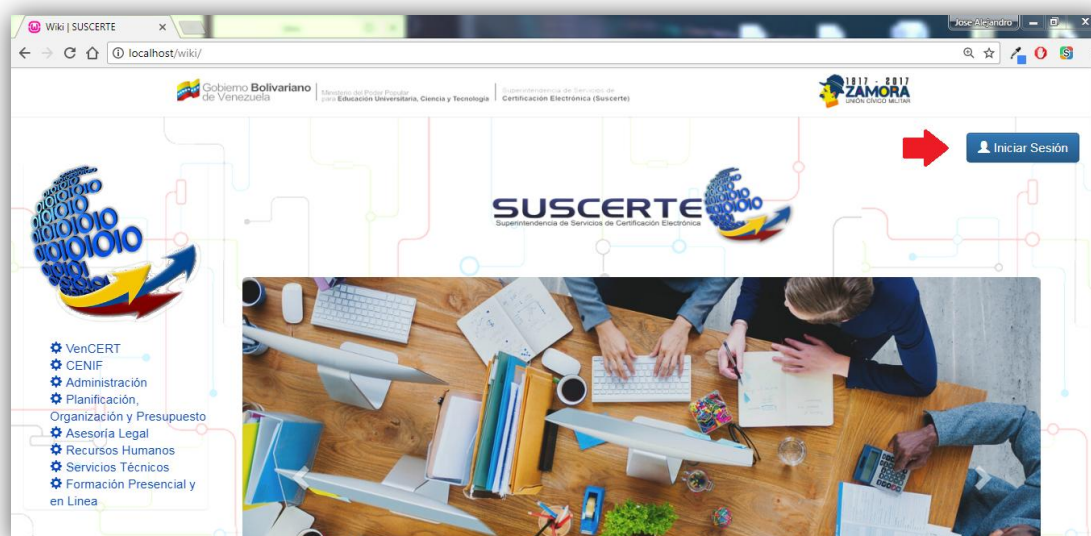 Wiki | SUSCERTE
Jose Alejandro
localhost/wiki/
Gobierno Bolivariano
de Venezuela
Ministerio del Poder Popular
para Educación Universitaria, Ciencia y Tecnología
Superintendencia de Servicios de
Certificación Electrónica (Suscerte)
1817 - 2017
ZAMORA
UNIÓN CÍVICO MILITAR
Iniciar Sesión
SUSCERTE
Superintendencia de Servicios de Certificación Electrónica
VenCERT
CENIF
Administración
Planificación,
Organización y Presupuesto
Asesoría Legal
Recursos Humanos
Servicios Técnicos
Formación Presencial y
en Linea